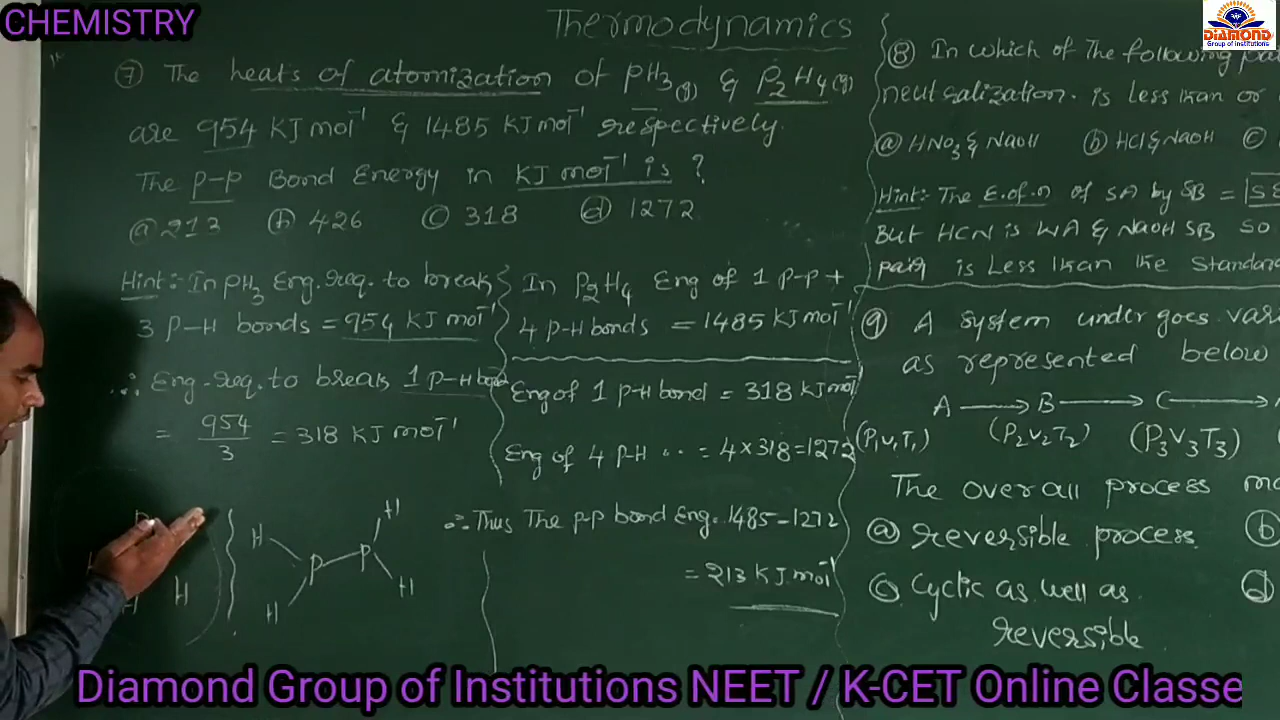 CHEMISTRY
Thermodynamics
DIAMOND
Group of Institutions
⑦ The heats of atomization of PH₃(g) & P₂H₄(g)
are 954 KJ mol⁻¹ & 1485 KJ mol⁻¹ respectively.
The P-P Bond Energy in KJ mol⁻¹ is ?
ⓐ 213 ⓑ 426 ⓒ 318 ⓓ 1272
Hint:- In PH₃ Eng. req. to break
3 P-H bonds = 954 KJ mol⁻¹
∴ Eng. req. to break 1 P-H bond
= 954/3 = 318 KJ mol⁻¹
H
P - P
H
H
H
H
In P₂H₄ Eng of 1 P-P +
4 P-H bonds = 1485 KJ mol⁻¹
Eng of 1 P-H bond = 318 KJ mol⁻¹
Eng of 4 P-H ,, = 4×318=1272
∴ Thus The P-P bond Eng. 1485-1272
= 213 KJ mol⁻¹
⑧ In which of The following
neutralization is Less than or
ⓐ HNO₃ & NaOH ⓑ HCl & NaOH ⓒ
Hint:- The E.of.n of SA by SB =
But HCN is WA & NaOH SB so
pair is Less than the Standard
⑨ A system undergoes
as represented below
A → B → C →
(P₁V₁T₁) (P₂V₂T₂) (P₃V₃T₃)
The overall process
ⓐ reversible process ⓑ
ⓒ Cyclic as well as ⓓ
reversible.
Diamond Group of Institutions NEET / K-CET Online Classe